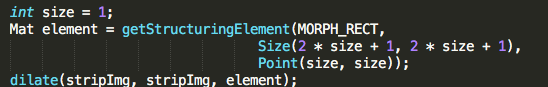 int size = 1;
Mat element = getStructuringElement(MORPH_RECT,
Size(2 * size + 1, 2 * size + 1),
Point(size, size));
dilate(stripImg, stripImg, element);